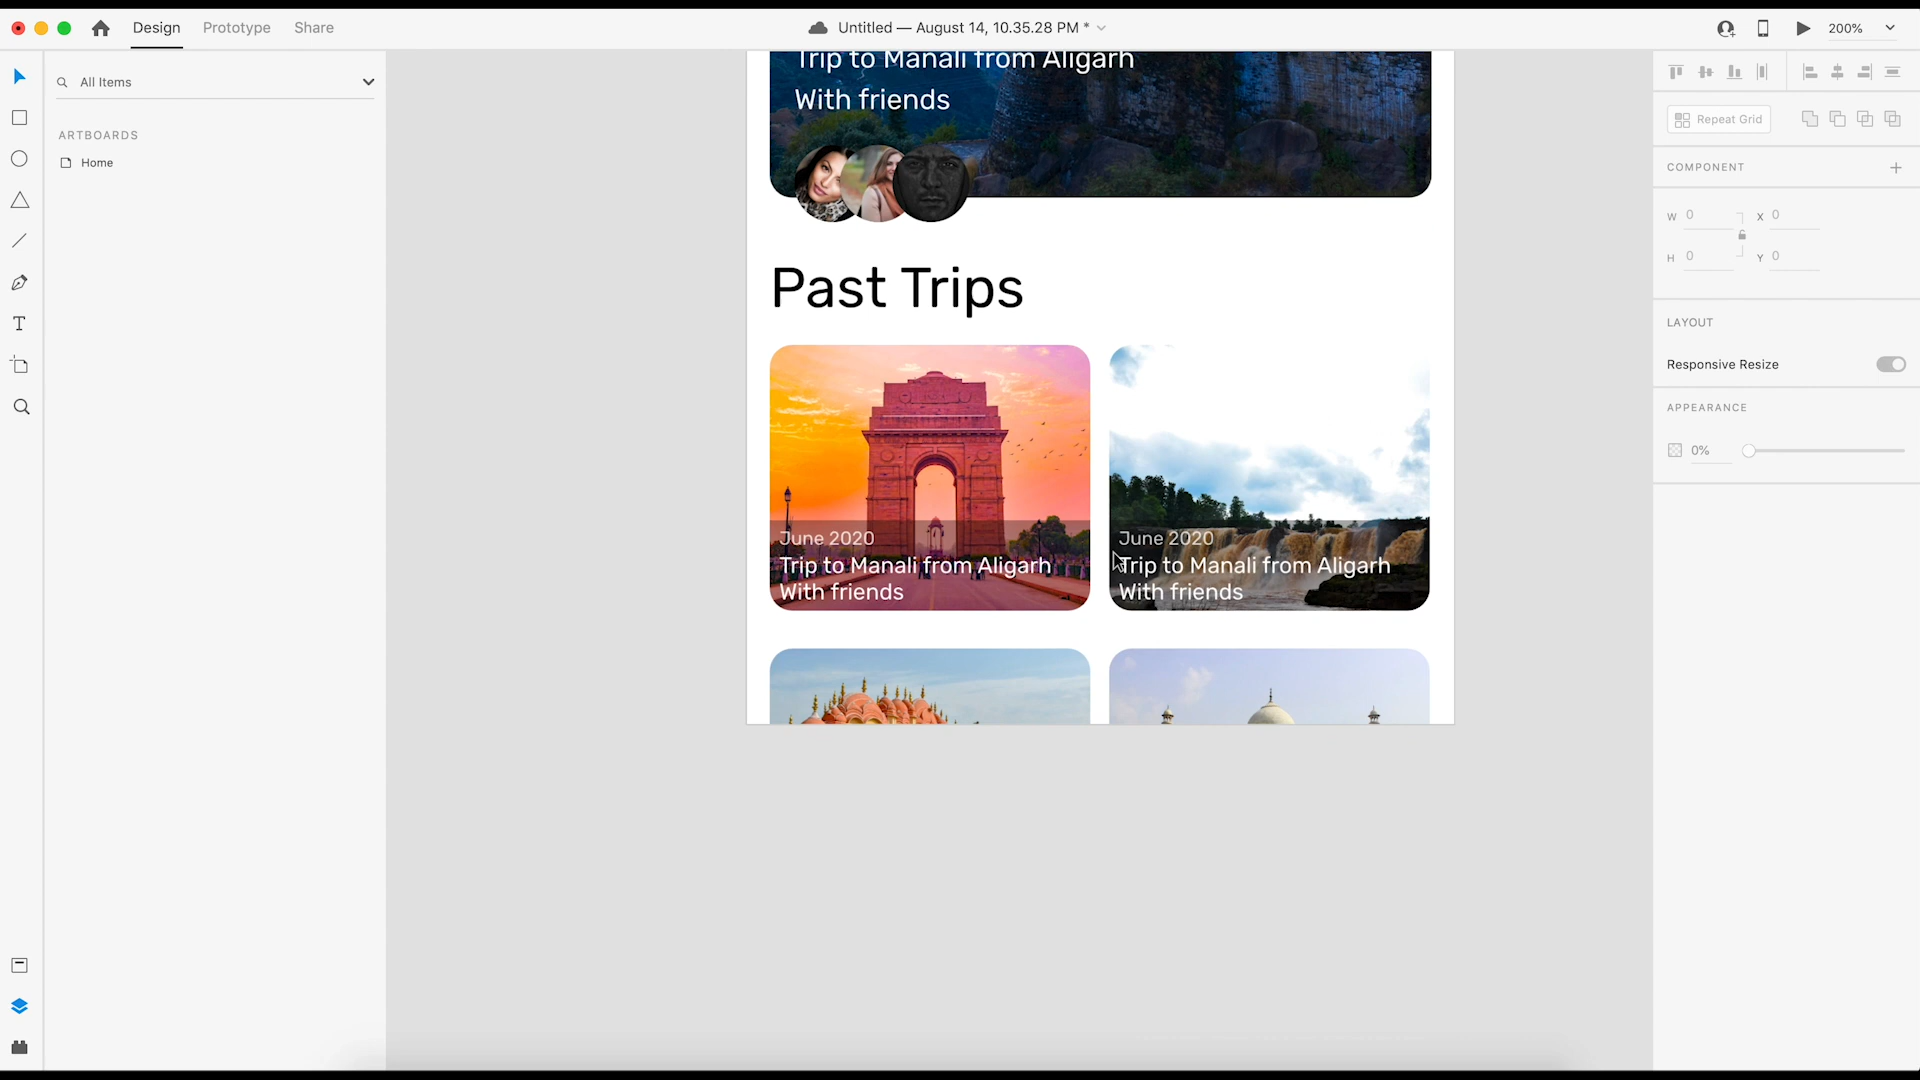 Design Prototype Share
Untitled — August 14, 10.35.28 PM *
200%
All Items
ARTBOARDS
Home
Trip to Manali from Aligarh
With friends
Past Trips
June 2020
Trip to Manali from Aligarh
With friends
June 2020
Trip to Manali from Aligarh
With friends
Repeat Grid
COMPONENT
W 0 X 0
H 0 Y 0
LAYOUT
Responsive Resize
APPEARANCE
0%